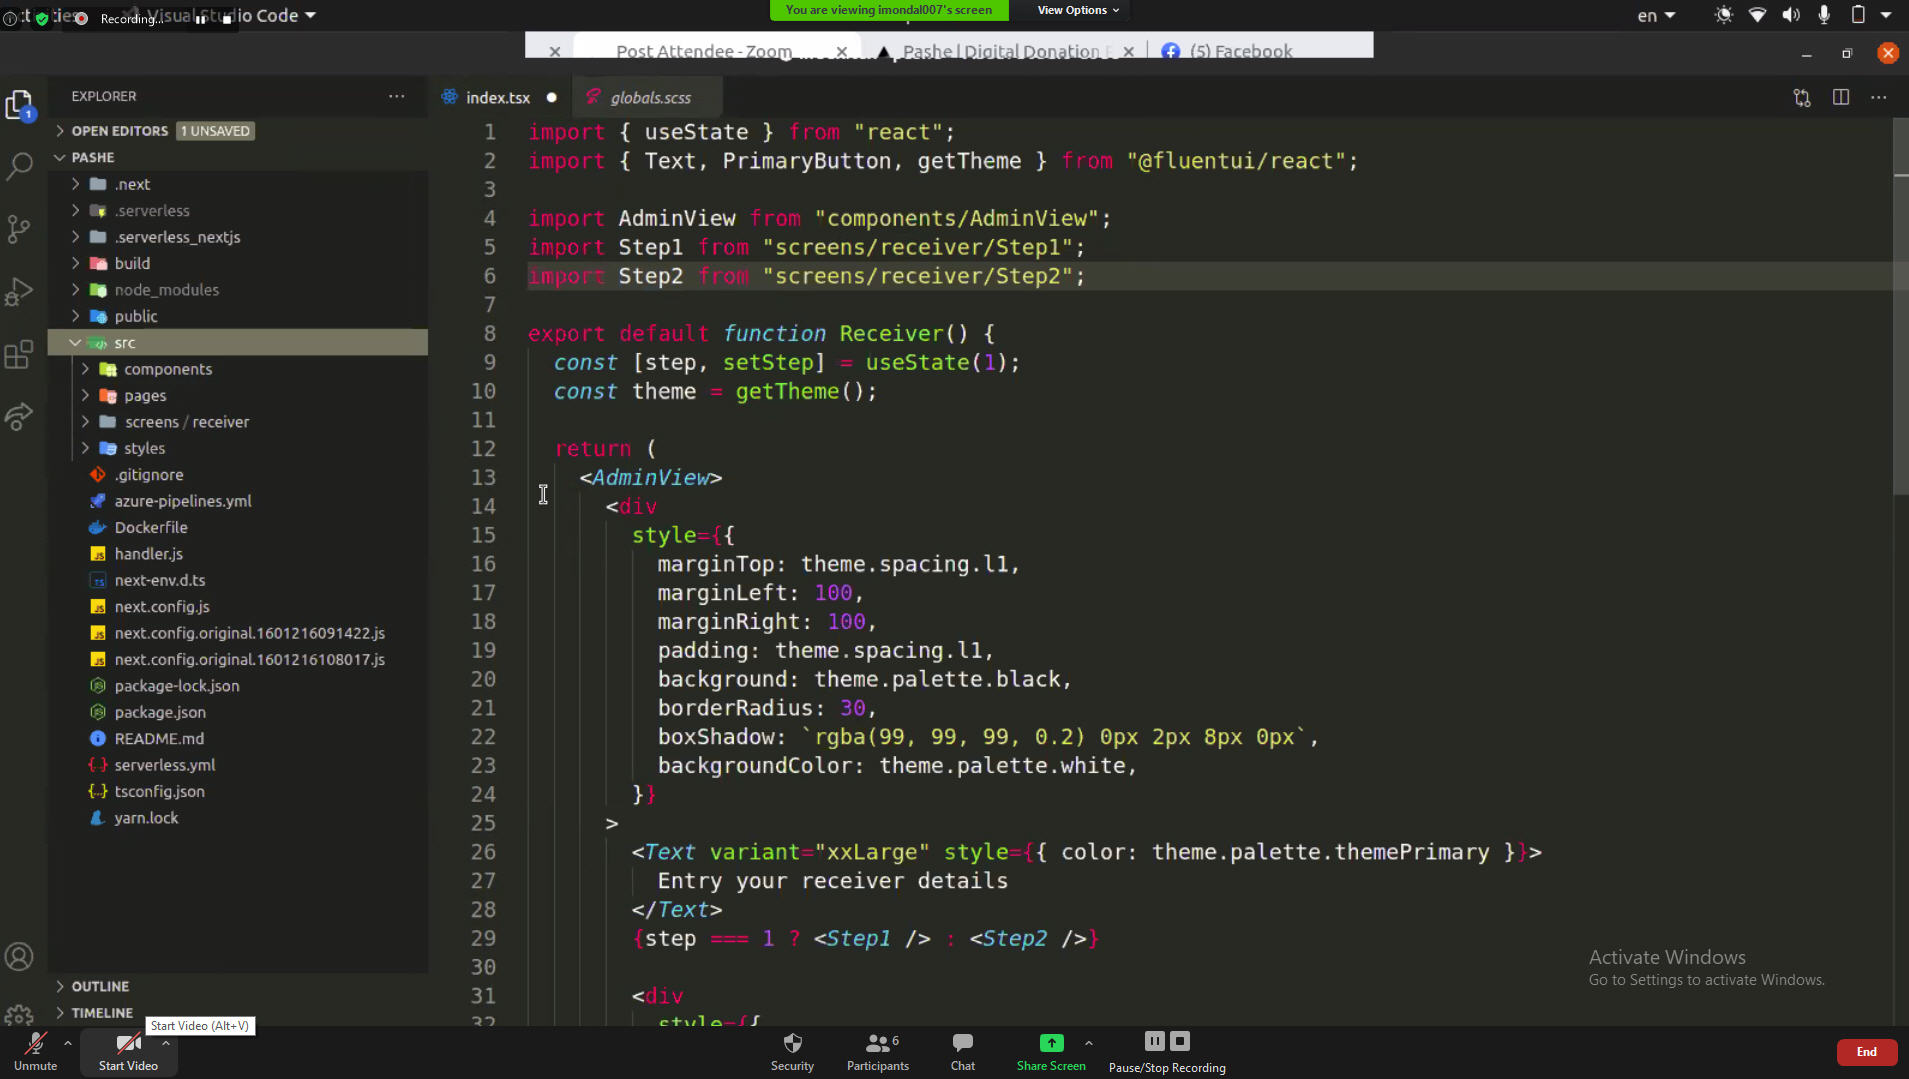 Recording...
Visual Studio Code
You are viewing imondal007's screen
View Options
en
Post Attendee - Zoom
Pashe | Digital Donation
(5) Facebook
EXPLORER
index.tsx
globals.scss
OPEN EDITORS 1 UNSAVED
PASHE
.next
.serverless
.serverless_nextjs
build
node_modules
public
src
components
pages
screens / receiver
styles
.gitignore
azure-pipelines.yml
Dockerfile
handler.js
next-env.d.ts
next.config.js
next.config.original.1601216091422.js
next.config.original.1601216108017.js
package-lock.json
package.json
README.md
serverless.yml
tsconfig.json
yarn.lock
OUTLINE
TIMELINE
1 import { useState } from "react";
2 import { Text, PrimaryButton, getTheme } from "@fluentui/react";
3
4 import AdminView from "components/AdminView";
5 import Step1 from "screens/receiver/Step1";
6 import Step2 from "screens/receiver/Step2";
7
8 export default function Receiver() {
9 const [step, setStep] = useState(1);
10 const theme = getTheme();
11
12 return (
13 <AdminView>
14 <div
15 style={{
16 marginTop: theme.spacing.l1,
17 marginLeft: 100,
18 marginRight: 100,
19 padding: theme.spacing.l1,
20 background: theme.palette.black,
21 borderRadius: 30,
22 boxShadow: `rgba(99, 99, 99, 0.2) 0px 2px 8px 0px`,
23 backgroundColor: theme.palette.white,
24 }}
25 >
26 <Text variant="xxLarge" style={{ color: theme.palette.themePrimary }}>
27 Entry your receiver details
28 </Text>
29 {step === 1 ? <Step1 /> : <Step2 />}
30
31 <div
32 style={{
Activate Windows
Go to Settings to activate Windows.
Start Video (Alt+V)
Unmute
Start Video
Security
6
Participants
Chat
Share Screen
Pause/Stop Recording
End